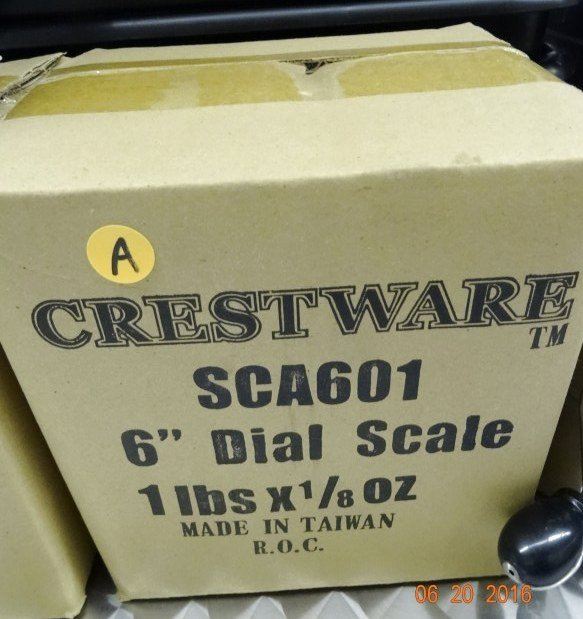 A
CRESTWARE
TM
SCA601
6" Dial Scale
1 lbs x 1/8 oz
MADE IN TAIWAN
R.O.C.
06 20 2016